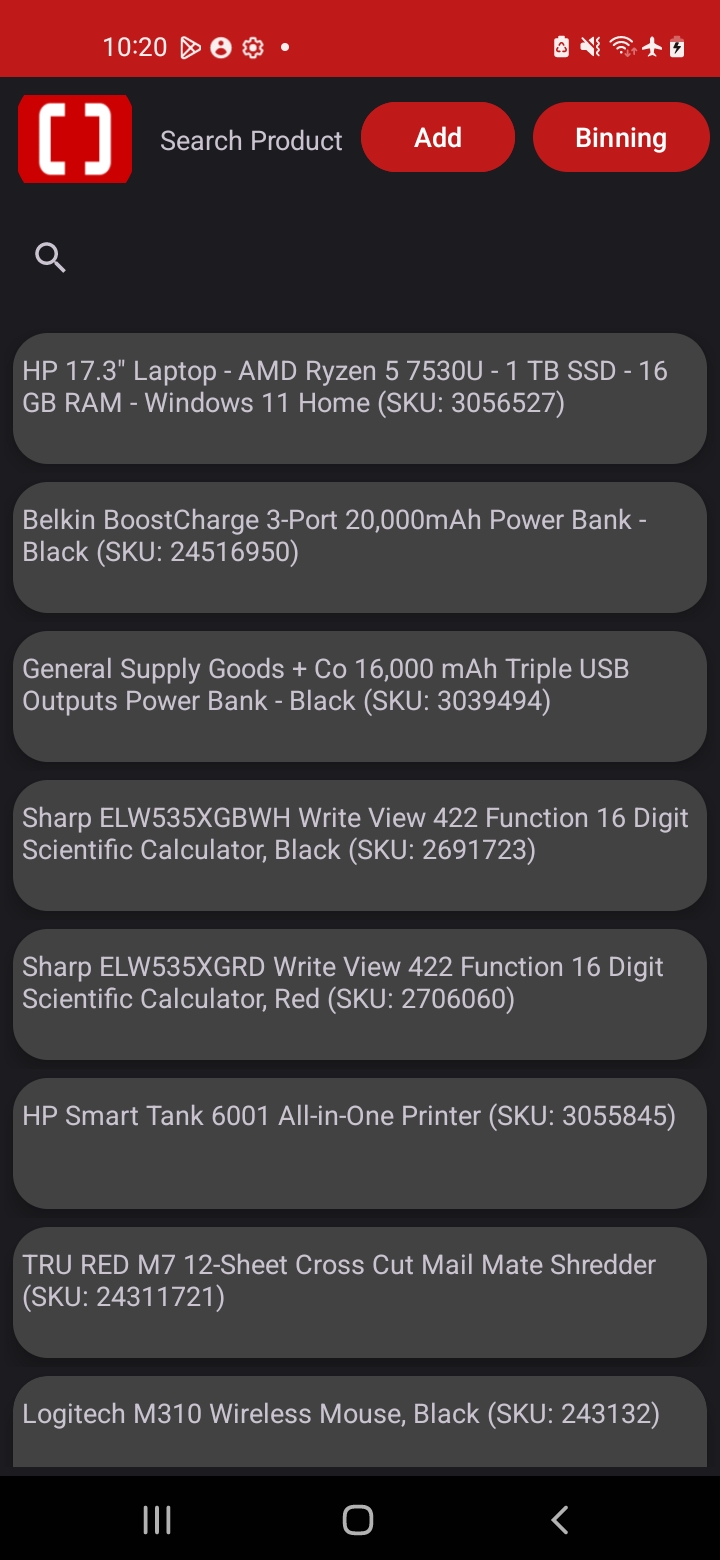 10:20
Search Product
Add
Binning
HP 17.3" Laptop - AMD Ryzen 5 7530U - 1 TB SSD - 16
GB RAM - Windows 11 Home (SKU: 3056527)
Belkin BoostCharge 3-Port 20,000mAh Power Bank -
Black (SKU: 24516950)
General Supply Goods + Co 16,000 mAh Triple USB
Outputs Power Bank - Black (SKU: 3039494)
Sharp ELW535XGBWH Write View 422 Function 16 Digit
Scientific Calculator, Black (SKU: 2691723)
Sharp ELW535XGRD Write View 422 Function 16 Digit
Scientific Calculator, Red (SKU: 2706060)
HP Smart Tank 6001 All-in-One Printer (SKU: 3055845)
TRU RED M7 12-Sheet Cross Cut Mail Mate Shredder
(SKU: 24311721)
Logitech M310 Wireless Mouse, Black (SKU: 243132)